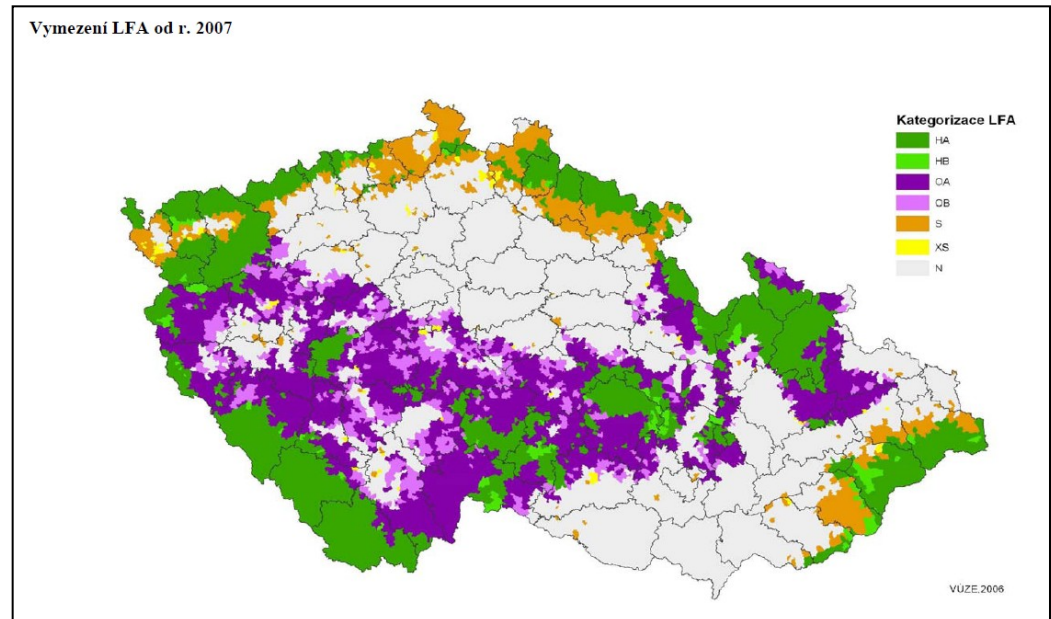 Vymezení LFA od r. 2007
Kategorizace LFA
HA
HB
OA
OB
S
XS
N
VÚZE,2006